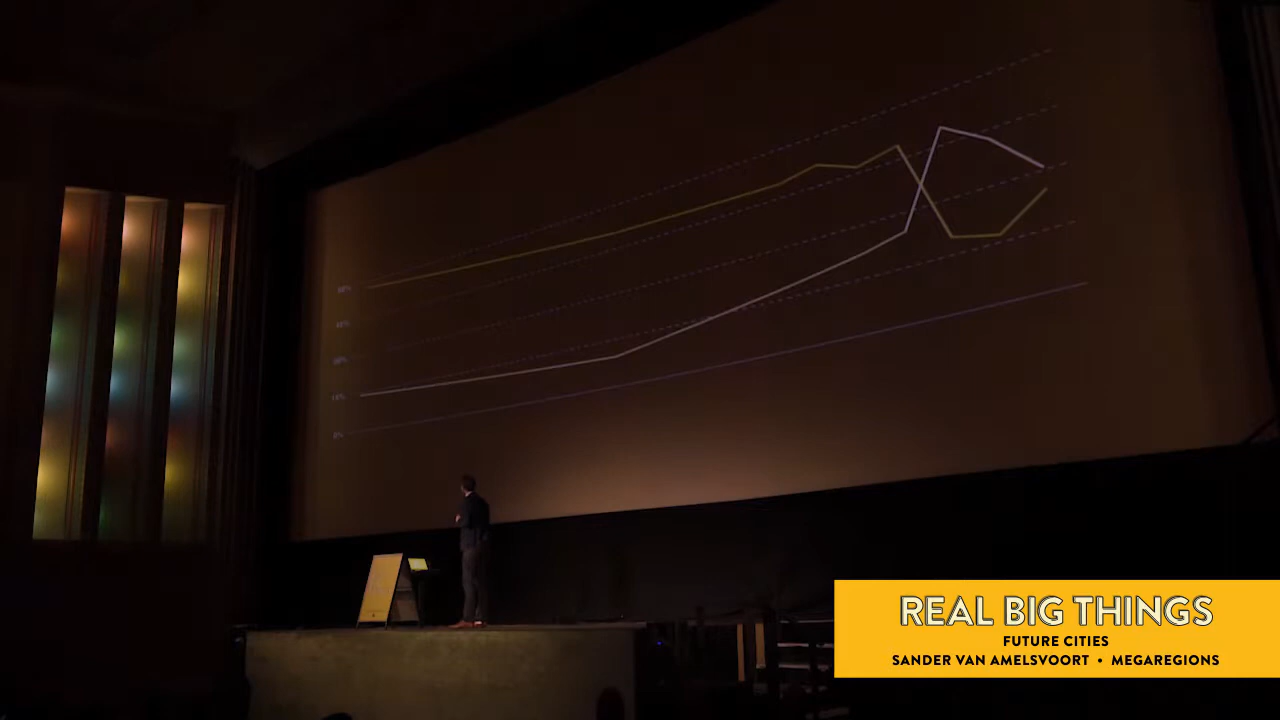 REAL BIG THINGS
FUTURE CITIES
SANDER VAN AMELSVOORT • MEGAREGIONS